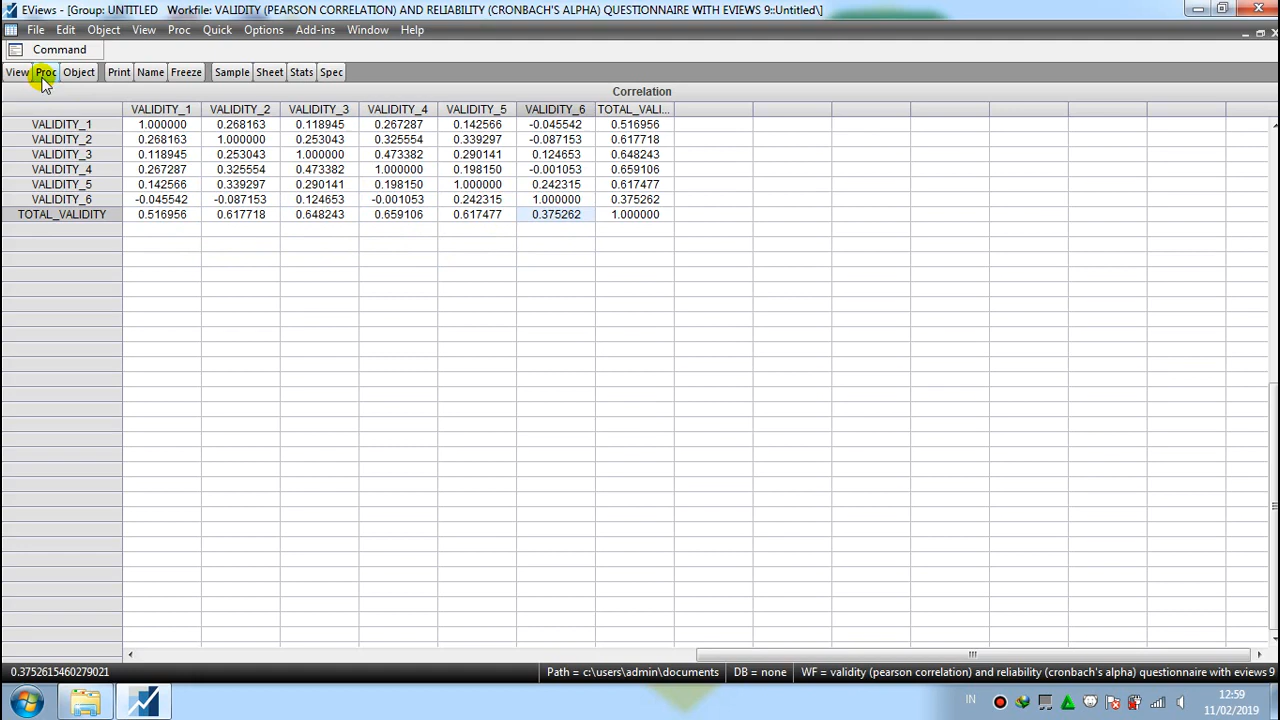 EViews - [Group: UNTITLED   Workfile: VALIDITY (PEARSON CORRELATION) AND RELIABILITY (CRONBACH'S ALPHA) QUESTIONNAIRE WITH EVIEWS 9::Untitled\]
File Edit Object View Proc Quick Options Add-ins Window Help
Command
View Proc Object Print Name Freeze Sample Sheet Stats Spec
Correlation
VALIDITY_1 VALIDITY_2 VALIDITY_3 VALIDITY_4 VALIDITY_5 VALIDITY_6 TOTAL_VALI...
VALIDITY_1 1.000000 0.268163 0.118945 0.267287 0.142566 -0.045542 0.516956
VALIDITY_2 0.268163 1.000000 0.253043 0.325554 0.339297 -0.087153 0.617718
VALIDITY_3 0.118945 0.253043 1.000000 0.473382 0.290141 0.124653 0.648243
VALIDITY_4 0.267287 0.325554 0.473382 1.000000 0.198150 -0.001053 0.659106
VALIDITY_5 0.142566 0.339297 0.290141 0.198150 1.000000 0.242315 0.617477
VALIDITY_6 -0.045542 -0.087153 0.124653 -0.001053 0.242315 1.000000 0.375262
TOTAL_VALIDITY 0.516956 0.617718 0.648243 0.659106 0.617477 0.375262 1.000000
0.3752615460279021 Path = c:\users\admin\documents DB = none WF = validity (pearson correlation) and reliability (cronbach's alpha) questionnaire with eviews 9
IN 12:59
11/02/2019